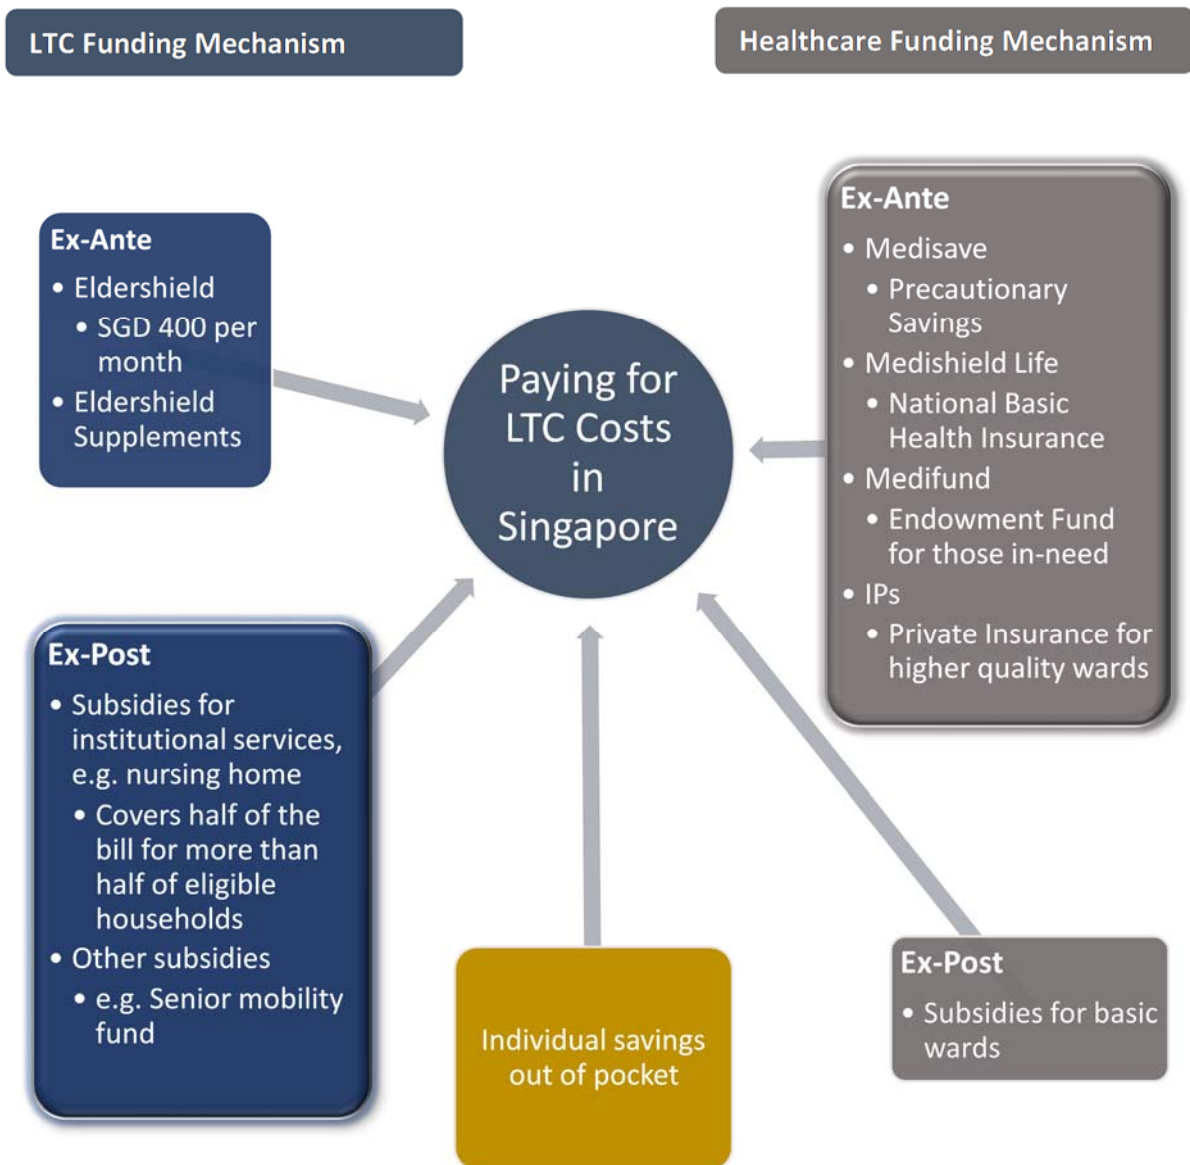 LTC Funding Mechanism
Healthcare Funding Mechanism
Ex-Ante
• Eldershield
• SGD 400 per
month
• Eldershield
Supplements
Paying for
LTC Costs
in
Singapore
Ex-Ante
• Medisave
• Precautionary
Savings
• Medishield Life
• National Basic
Health Insurance
• Medifund
• Endowment Fund
for those in-need
• IPs
• Private Insurance for
higher quality wards
Ex-Post
• Subsidies for
institutional services,
e.g. nursing home
• Covers half of the
bill for more than
half of eligible
households
• Other subsidies
• e.g. Senior mobility
fund
Individual savings
out of pocket
Ex-Post
• Subsidies for basic
wards